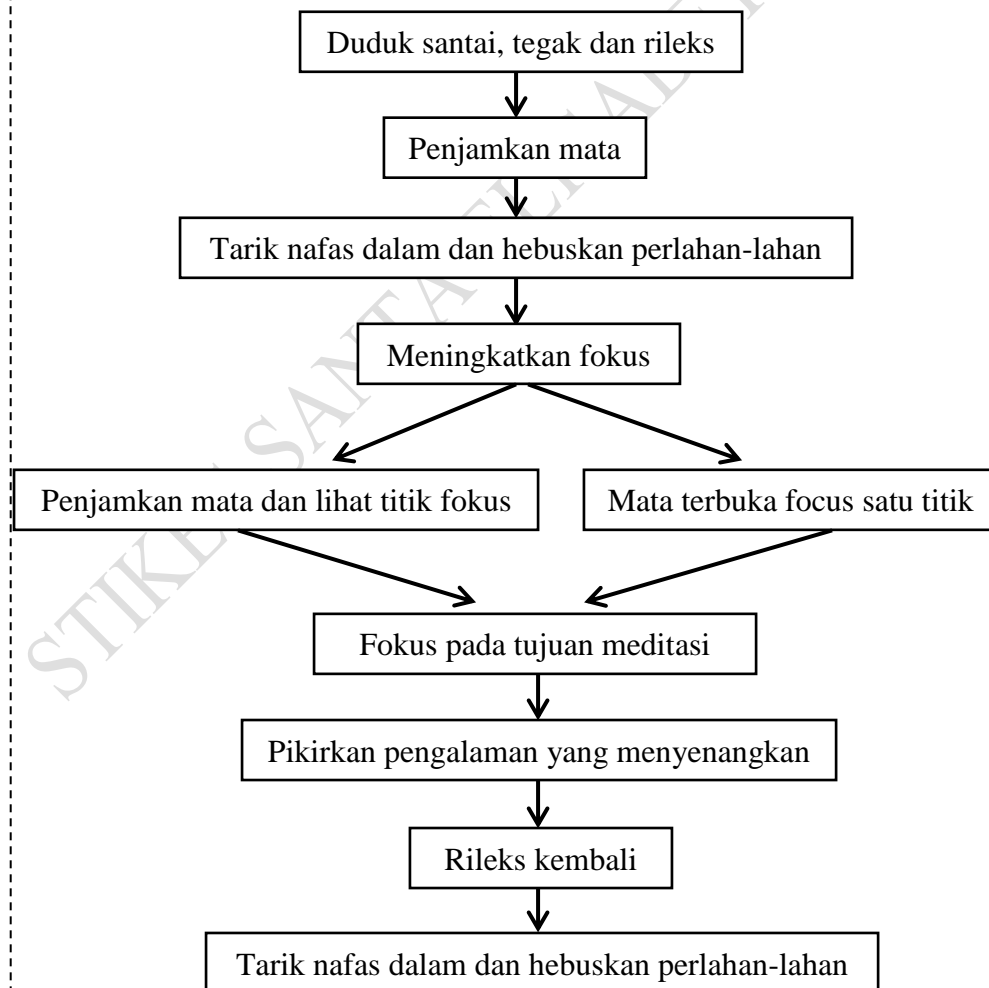 Duduk santai, tegak dan rileks
Penjamkan mata
Tarik nafas dalam dan hebuskan perlahan-lahan
Meningkatkan fokus
Penjamkan mata dan lihat titik fokus
Mata terbuka focus satu titik
Fokus pada tujuan meditasi
Pikirkan pengalaman yang menyenangkan
Rileks kembali
Tarik nafas dalam dan hebuskan perlahan-lahan
SANTA